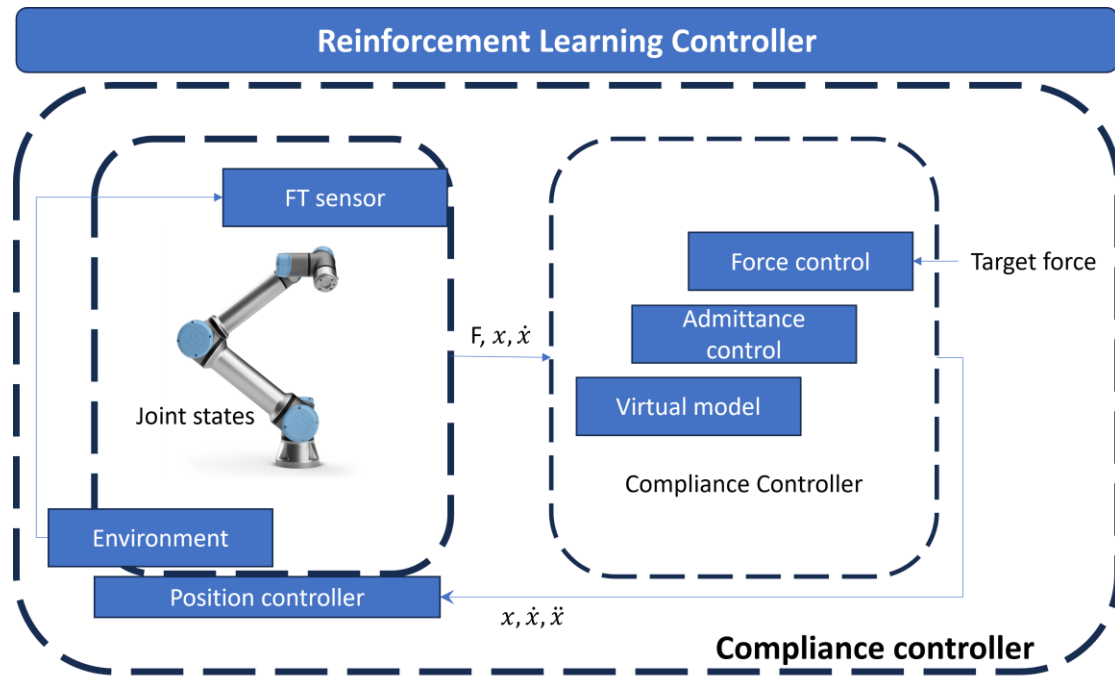 Reinforcement Learning Controller
FT sensor
Force control
Target force
Admittance
control
F, x, ẋ
Virtual model
Joint states
Compliance Controller
Environment
Position controller
x, ẋ, ẍ
Compliance controller